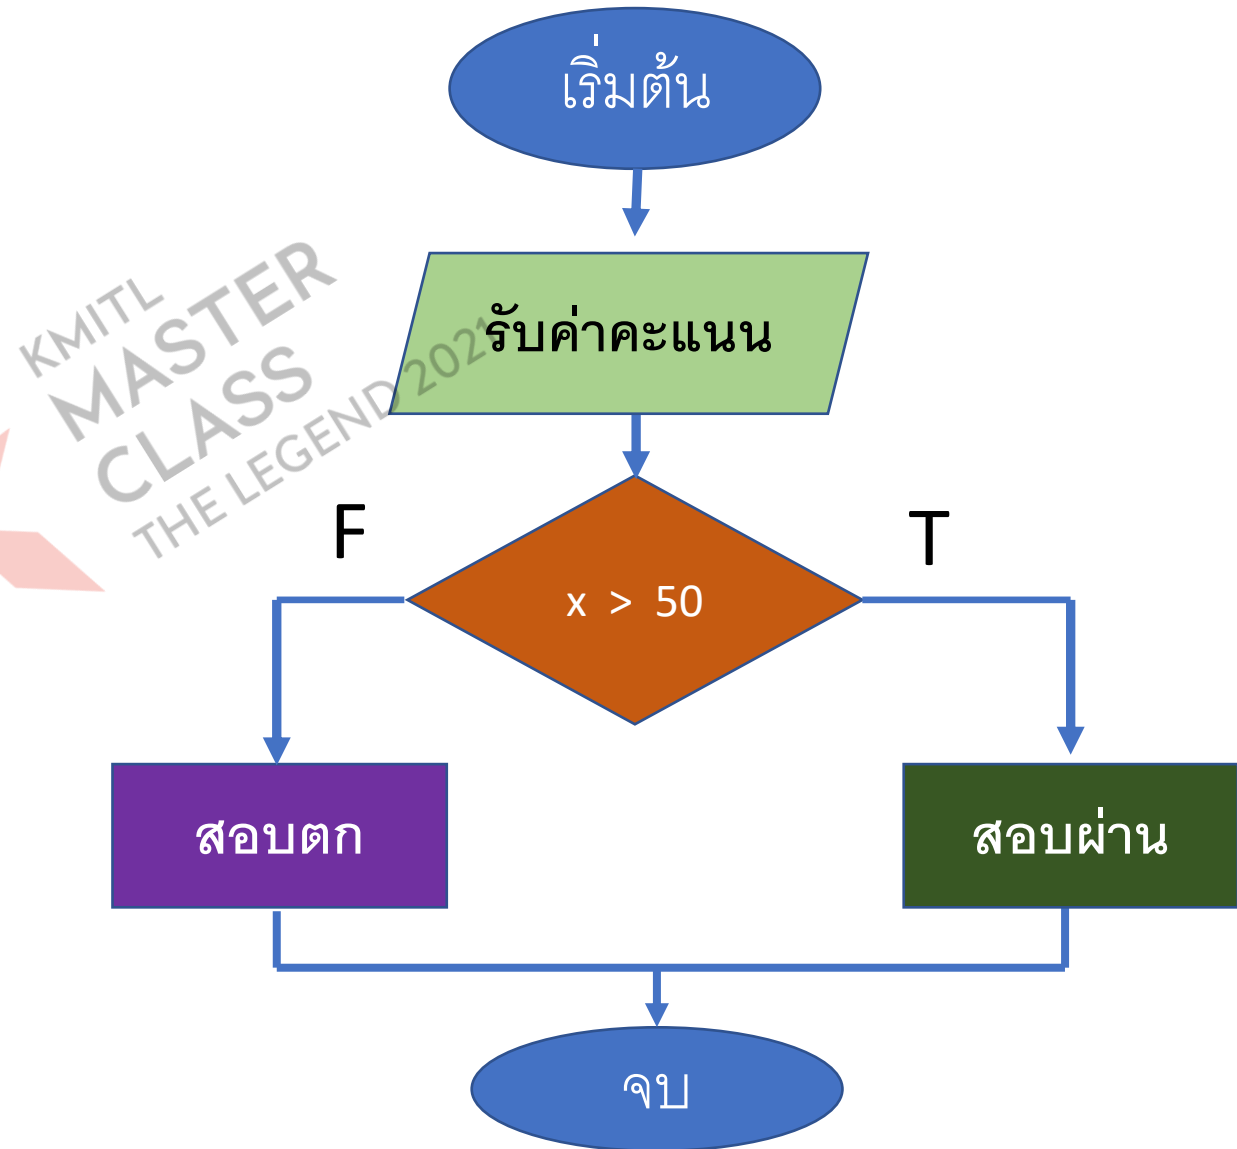 เริ่มต้น
รับค่าคะแนน
KMITL
MASTER
CLASS
THE LEGEND 2021
F
T
x > 50
สอบตก
สอบผ่าน
จบ